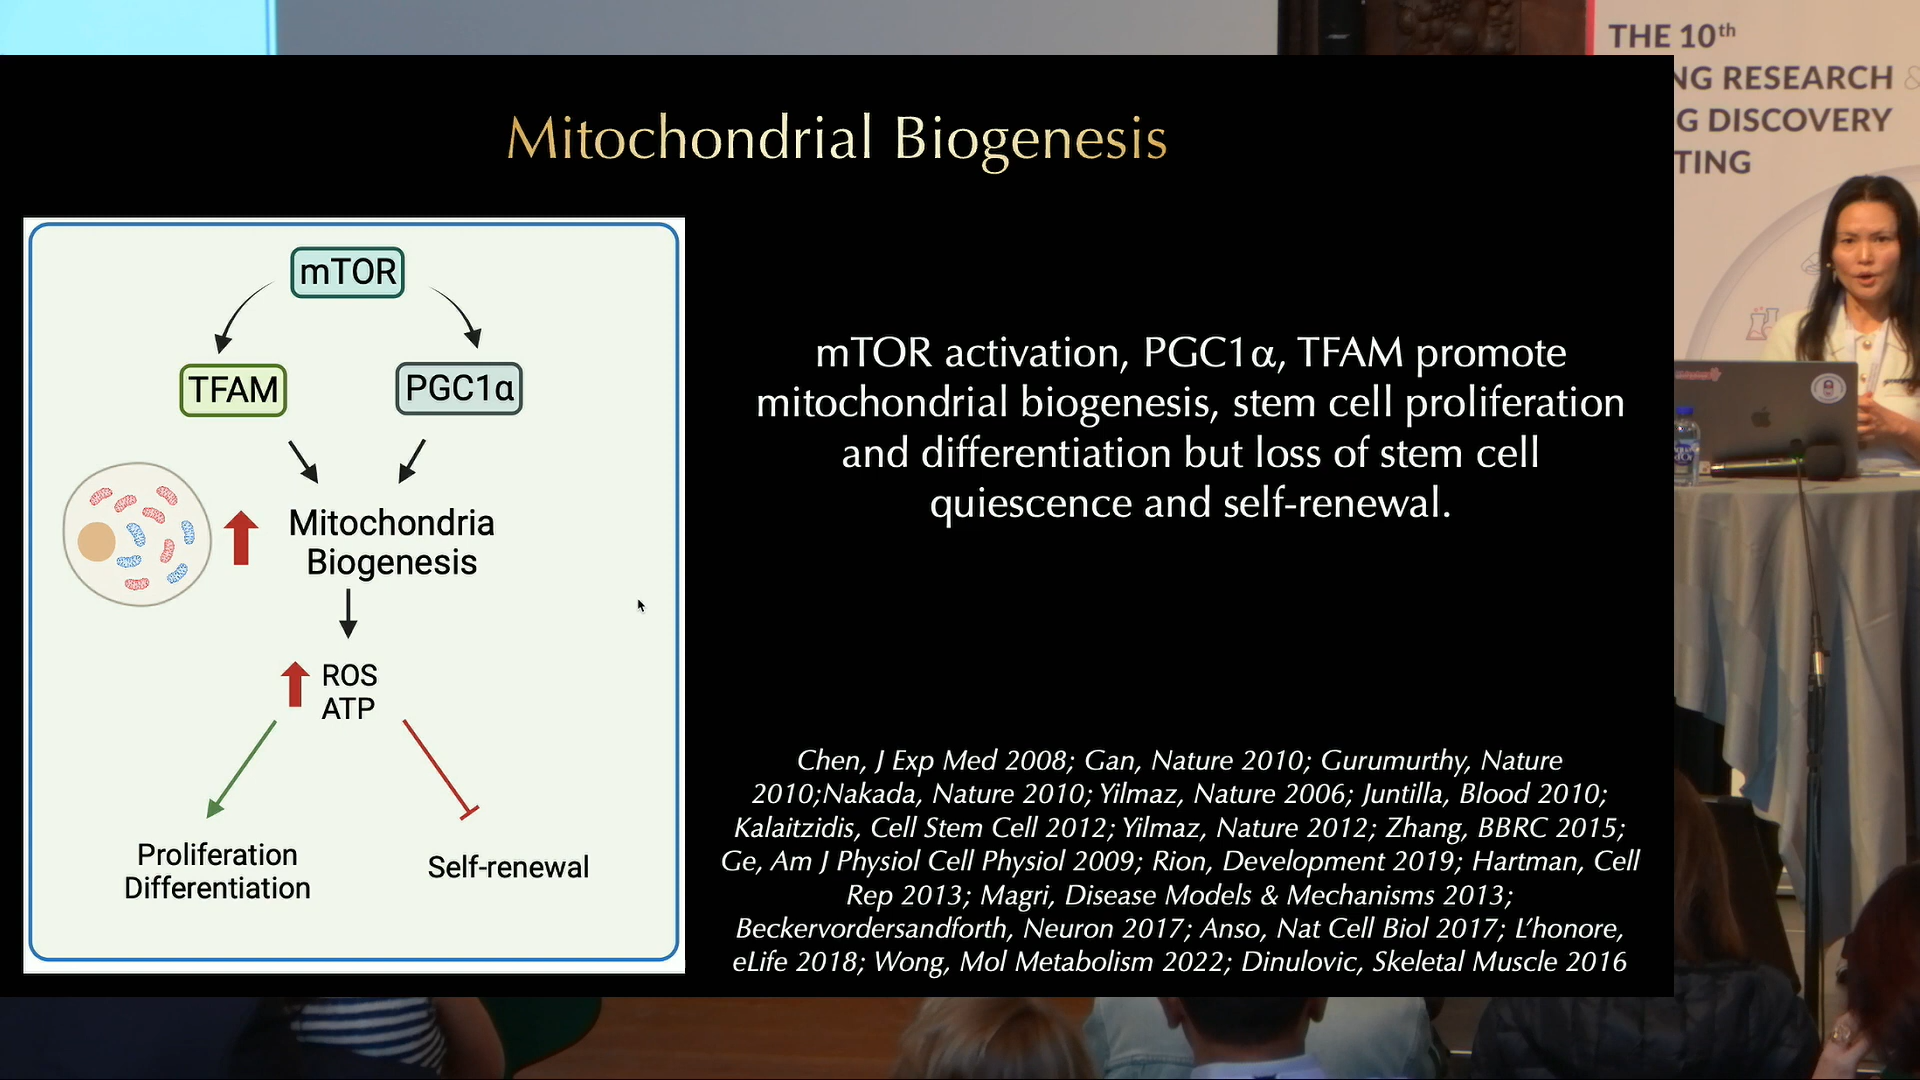 THE 10th
NG RESEARCH &
G DISCOVERY
TING
Mitochondrial Biogenesis
mTOR
TFAM
PGC1α
Mitochondria
Biogenesis
ROS
ATP
Proliferation
Differentiation
Self-renewal
mTOR activation, PGC1α, TFAM promote
mitochondrial biogenesis, stem cell proliferation
and differentiation but loss of stem cell
quiescence and self-renewal.
Chen, J Exp Med 2008; Gan, Nature 2010; Gurumurthy, Nature
2010;Nakada, Nature 2010; Yilmaz, Nature 2006; Juntilla, Blood 2010;
Kalaitzidis, Cell Stem Cell 2012; Yilmaz, Nature 2012; Zhang, BBRC 2015;
Ge, Am J Physiol Cell Physiol 2009; Rion, Development 2019; Hartman, Cell
Rep 2013; Magri, Disease Models & Mechanisms 2013;
Beckervordersandforth, Neuron 2017; Anso, Nat Cell Biol 2017; L’honore,
eLife 2018; Wong, Mol Metabolism 2022; Dinulovic, Skeletal Muscle 2016